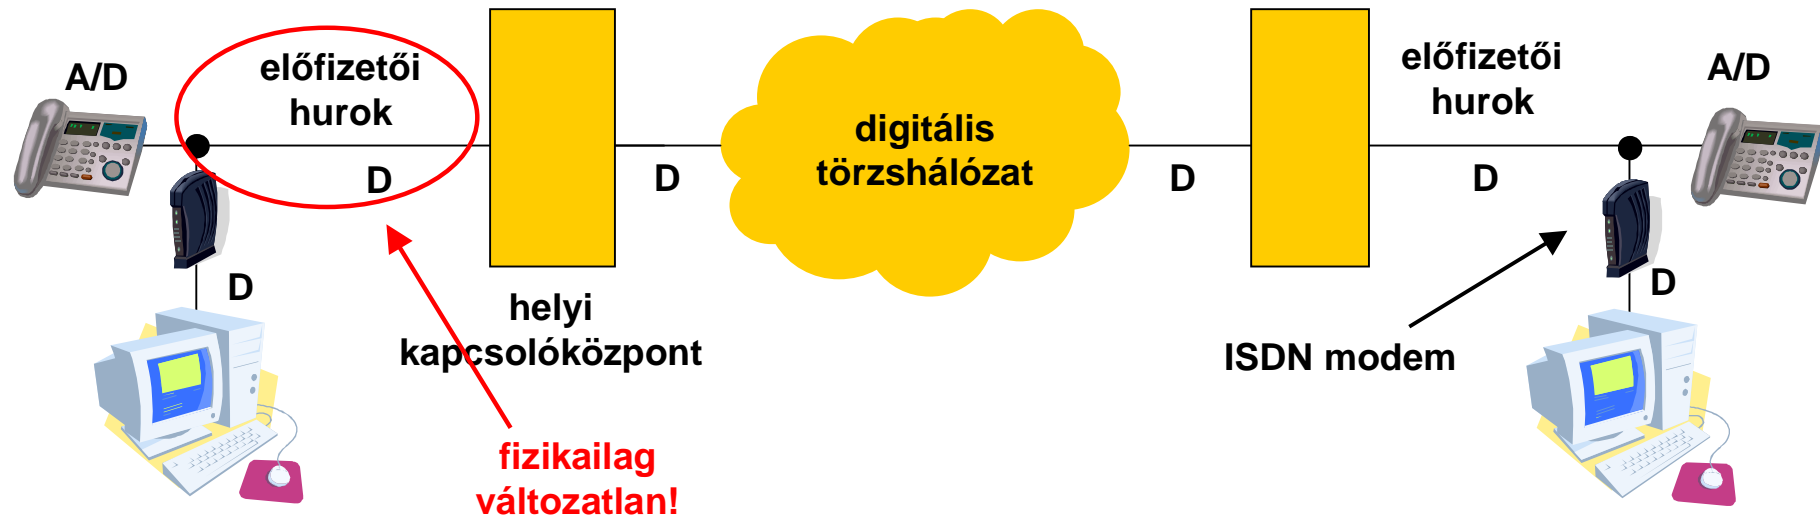 A/D
előfizetői
hurok
D
D
helyi
kapcsolóközpont
fizikailag
változatlan!
D
digitális
törzshálózat
D
előfizetői
hurok
D
A/D
D
ISDN modem